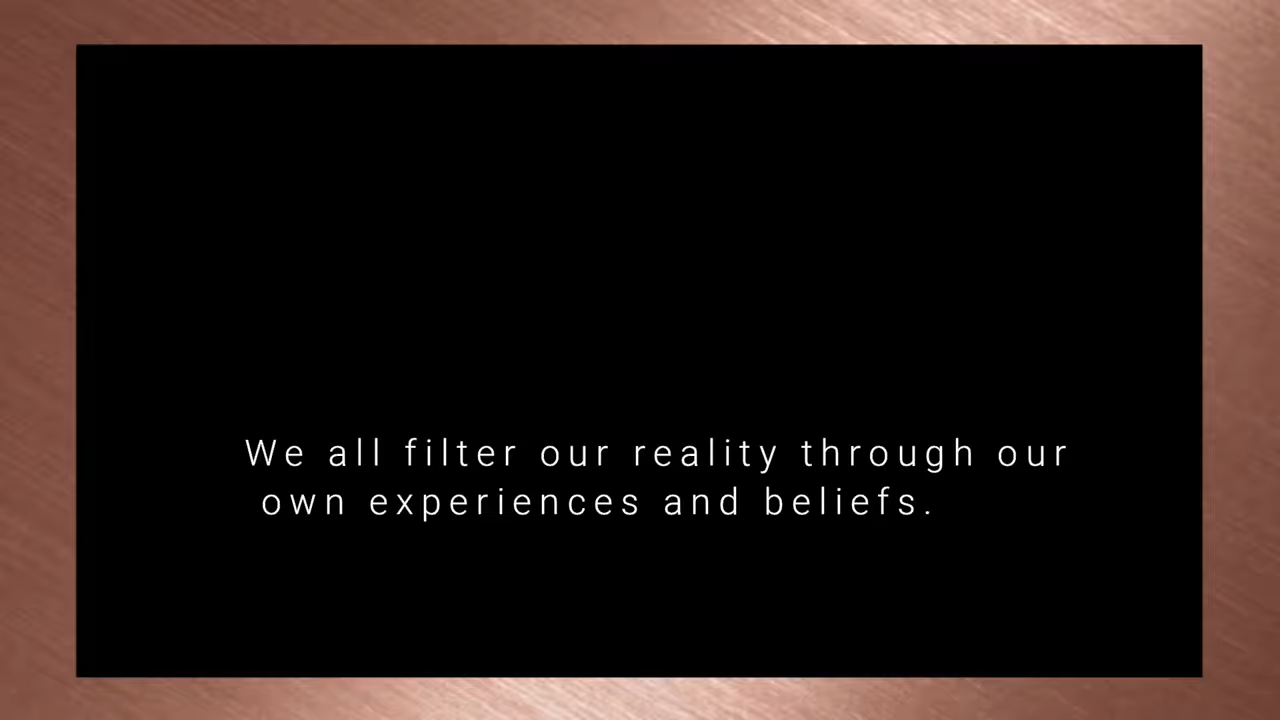 We all filter our reality through our
own experiences and beliefs.